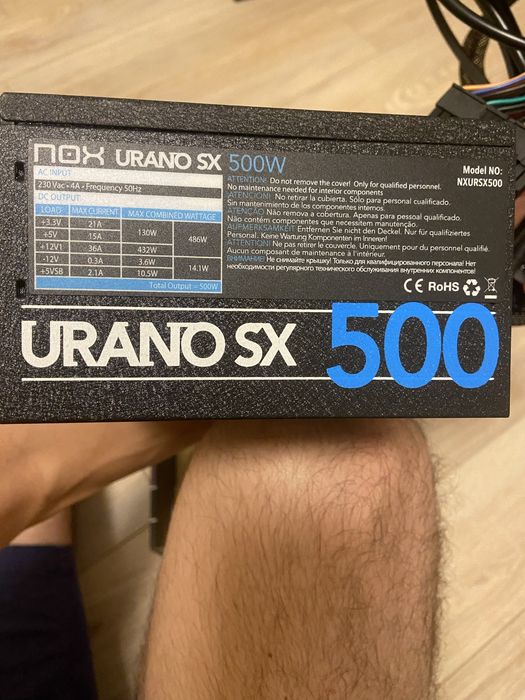 nox URANO SX 500W
Model NO:
NXURSX500
AC INPUT
230 Vac • 4A • Frequency 50Hz
DC OUTPUT
LOAD MAX CURRENT MAX COMBINED WATTAGE
+3.3V 21A 130W 486W
+5V 15A
+12V1 36A 432W
-12V 0.3A 3.6W 14.1W
+5VSB 2.1A 10.5W
Total Output = 500W
ATTENTION: Do not remove the cover! Only for qualified personnel.
No maintenance needed for interior components
ATTENCIÓN! No retirar la cubierta. Sólo para personal cualificado.
Sin mantenimiento de los componentes internos.
ATENÇÃO: Não remova a cobertura. Apenas para pessoal qualificado.
Não contém componentes que necessitem manutenção.
AUFMERKSAMKEIT! Entfernen Sie nicht den Deckel. Nur für qualifiziertes
Personal. Keine Wartung Komponenten im Inneren!
ATTENTION! Ne pas retirer le couvercle. Uniquement pour du personnel qualifié.
Aucun composant de maintenance à l'intérieur.
ВНИМАНИЕ! Не снимайте крышку! Только для квалифицированного персонала! Нет
необходимости регулярного технического обслуживания внутренних компонентов!
CE RoHS
URANO SX 500